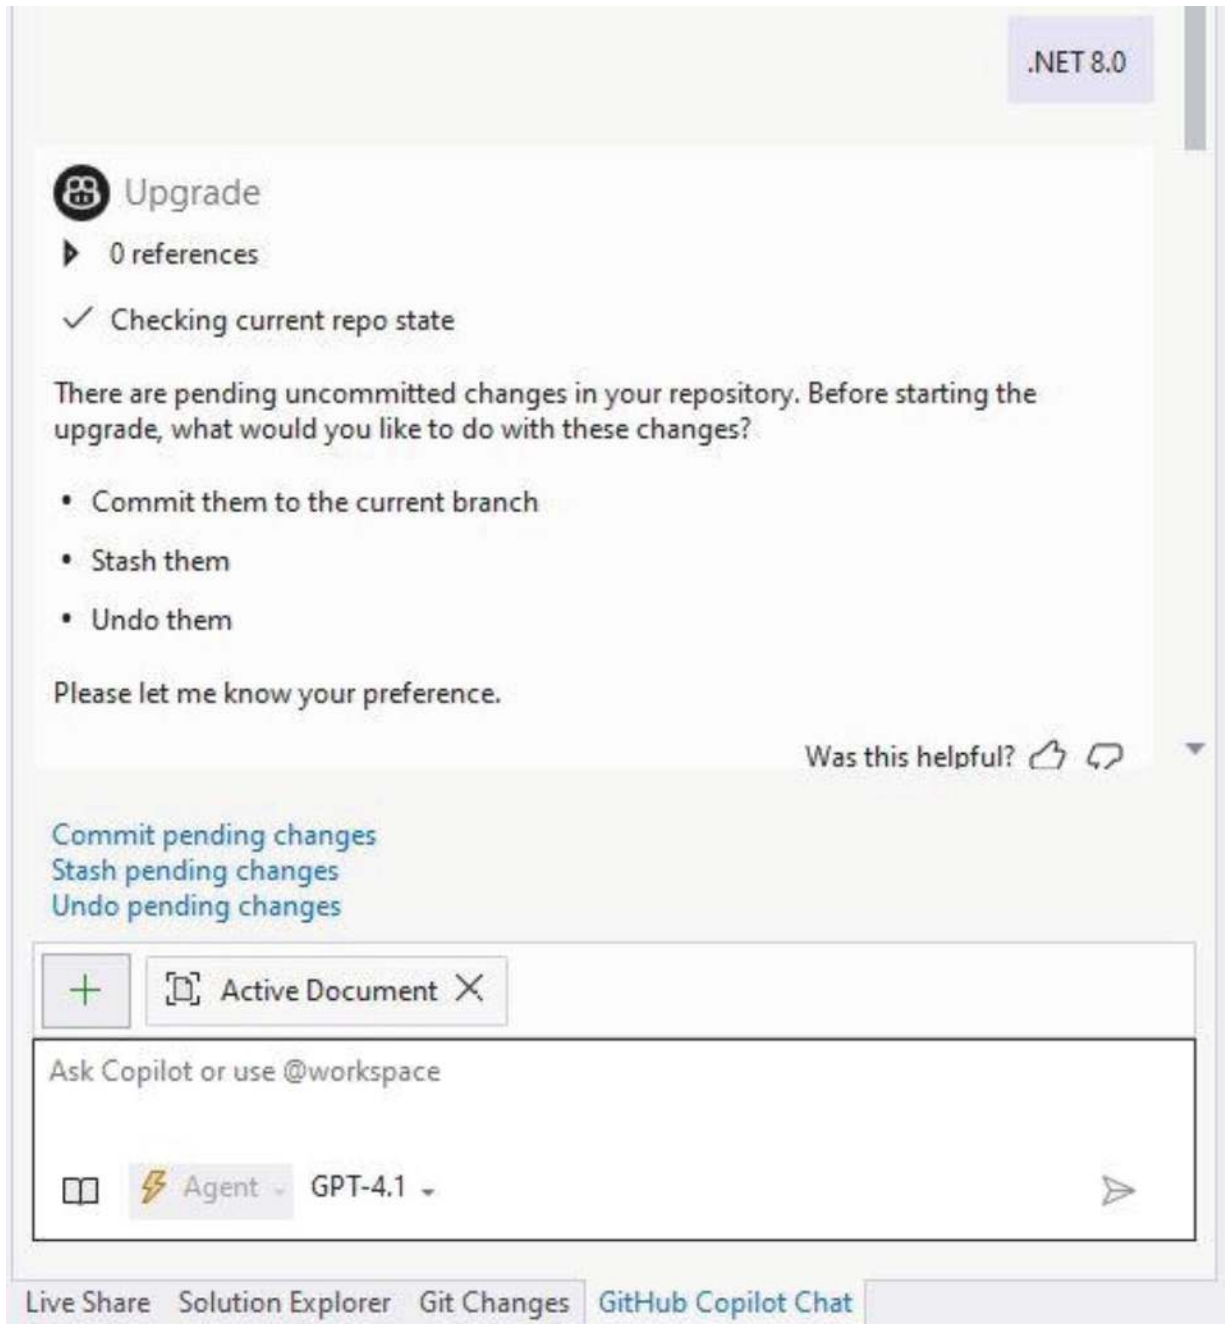 .NET 8.0
Upgrade
0 references
Checking current repo state
There are pending uncommitted changes in your repository. Before starting the
upgrade, what would you like to do with these changes?
• Commit them to the current branch
• Stash them
• Undo them
Please let me know your preference.
Was this helpful?
Commit pending changes
Stash pending changes
Undo pending changes
Active Document
Ask Copilot or use @workspace
Agent GPT-4.1
Live Share Solution Explorer Git Changes GitHub Copilot Chat